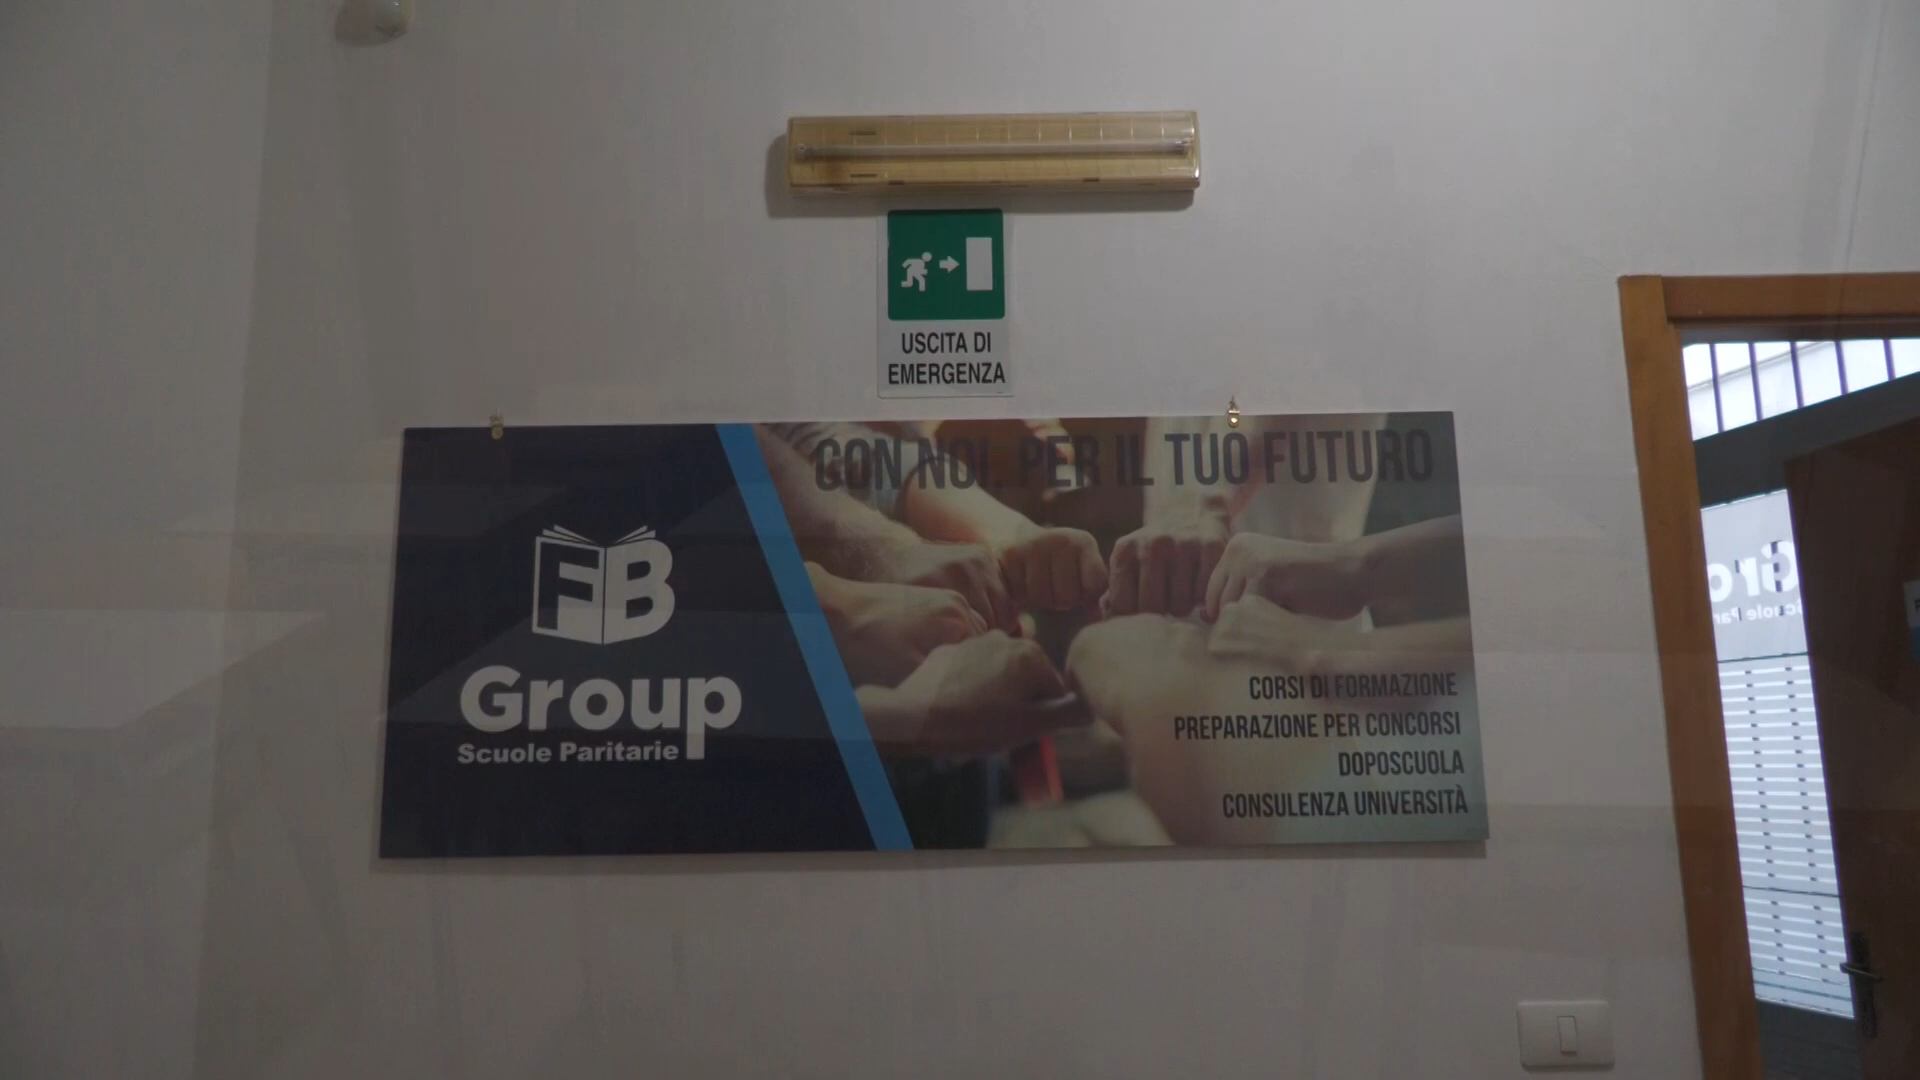 USCITA DI
EMERGENZA
CON NOI. PER IL TUO FUTURO
FB
Group
Scuole Paritarie
CORSI DI FORMAZIONE
PREPARAZIONE PER CONCORSI
DOPOSCUOLA
CONSULENZA UNIVERSITÀ